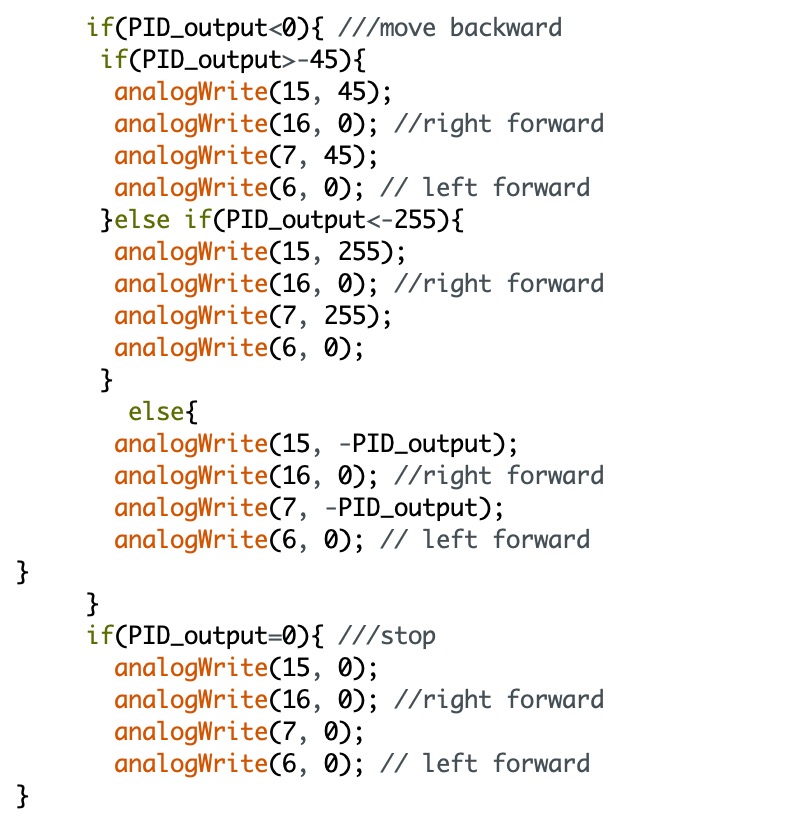 if(PID_output<0){ ///move backward
if(PID_output>-45){
analogWrite(15, 45);
analogWrite(16, 0); //right forward
analogWrite(7, 45);
analogWrite(6, 0); // left forward
}else if(PID_output<-255){
analogWrite(15, 255);
analogWrite(16, 0); //right forward
analogWrite(7, 255);
analogWrite(6, 0);
}
else{
analogWrite(15, -PID_output);
analogWrite(16, 0); //right forward
analogWrite(7, -PID_output);
analogWrite(6, 0); // left forward
}
}
if(PID_output=0){ ///stop
analogWrite(15, 0);
analogWrite(16, 0); //right forward
analogWrite(7, 0);
analogWrite(6, 0); // left forward
}